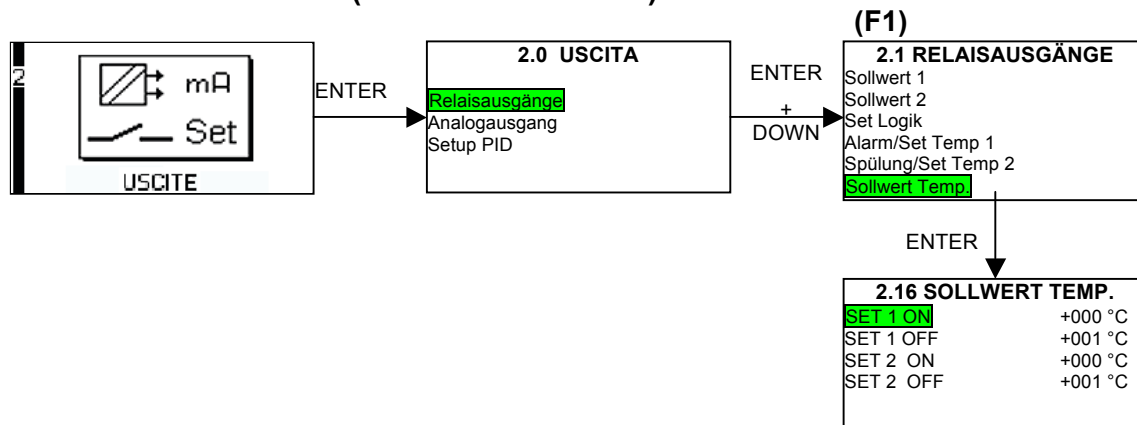 (F1)
2
mA
Set
USCITE
ENTER
2.0 USCITA
Relaisausgänge
Analogausgang
Setup PID
ENTER
+
DOWN
2.1 RELAISAUSGÄNGE
Sollwert 1
Sollwert 2
Set Logik
Alarm/Set Temp 1
Spülung/Set Temp 2
Sollwert Temp.
ENTER
2.16 SOLLWERT TEMP.
SET 1 ON +000 °C
SET 1 OFF +001 °C
SET 2 ON +000 °C
SET 2 OFF +001 °C